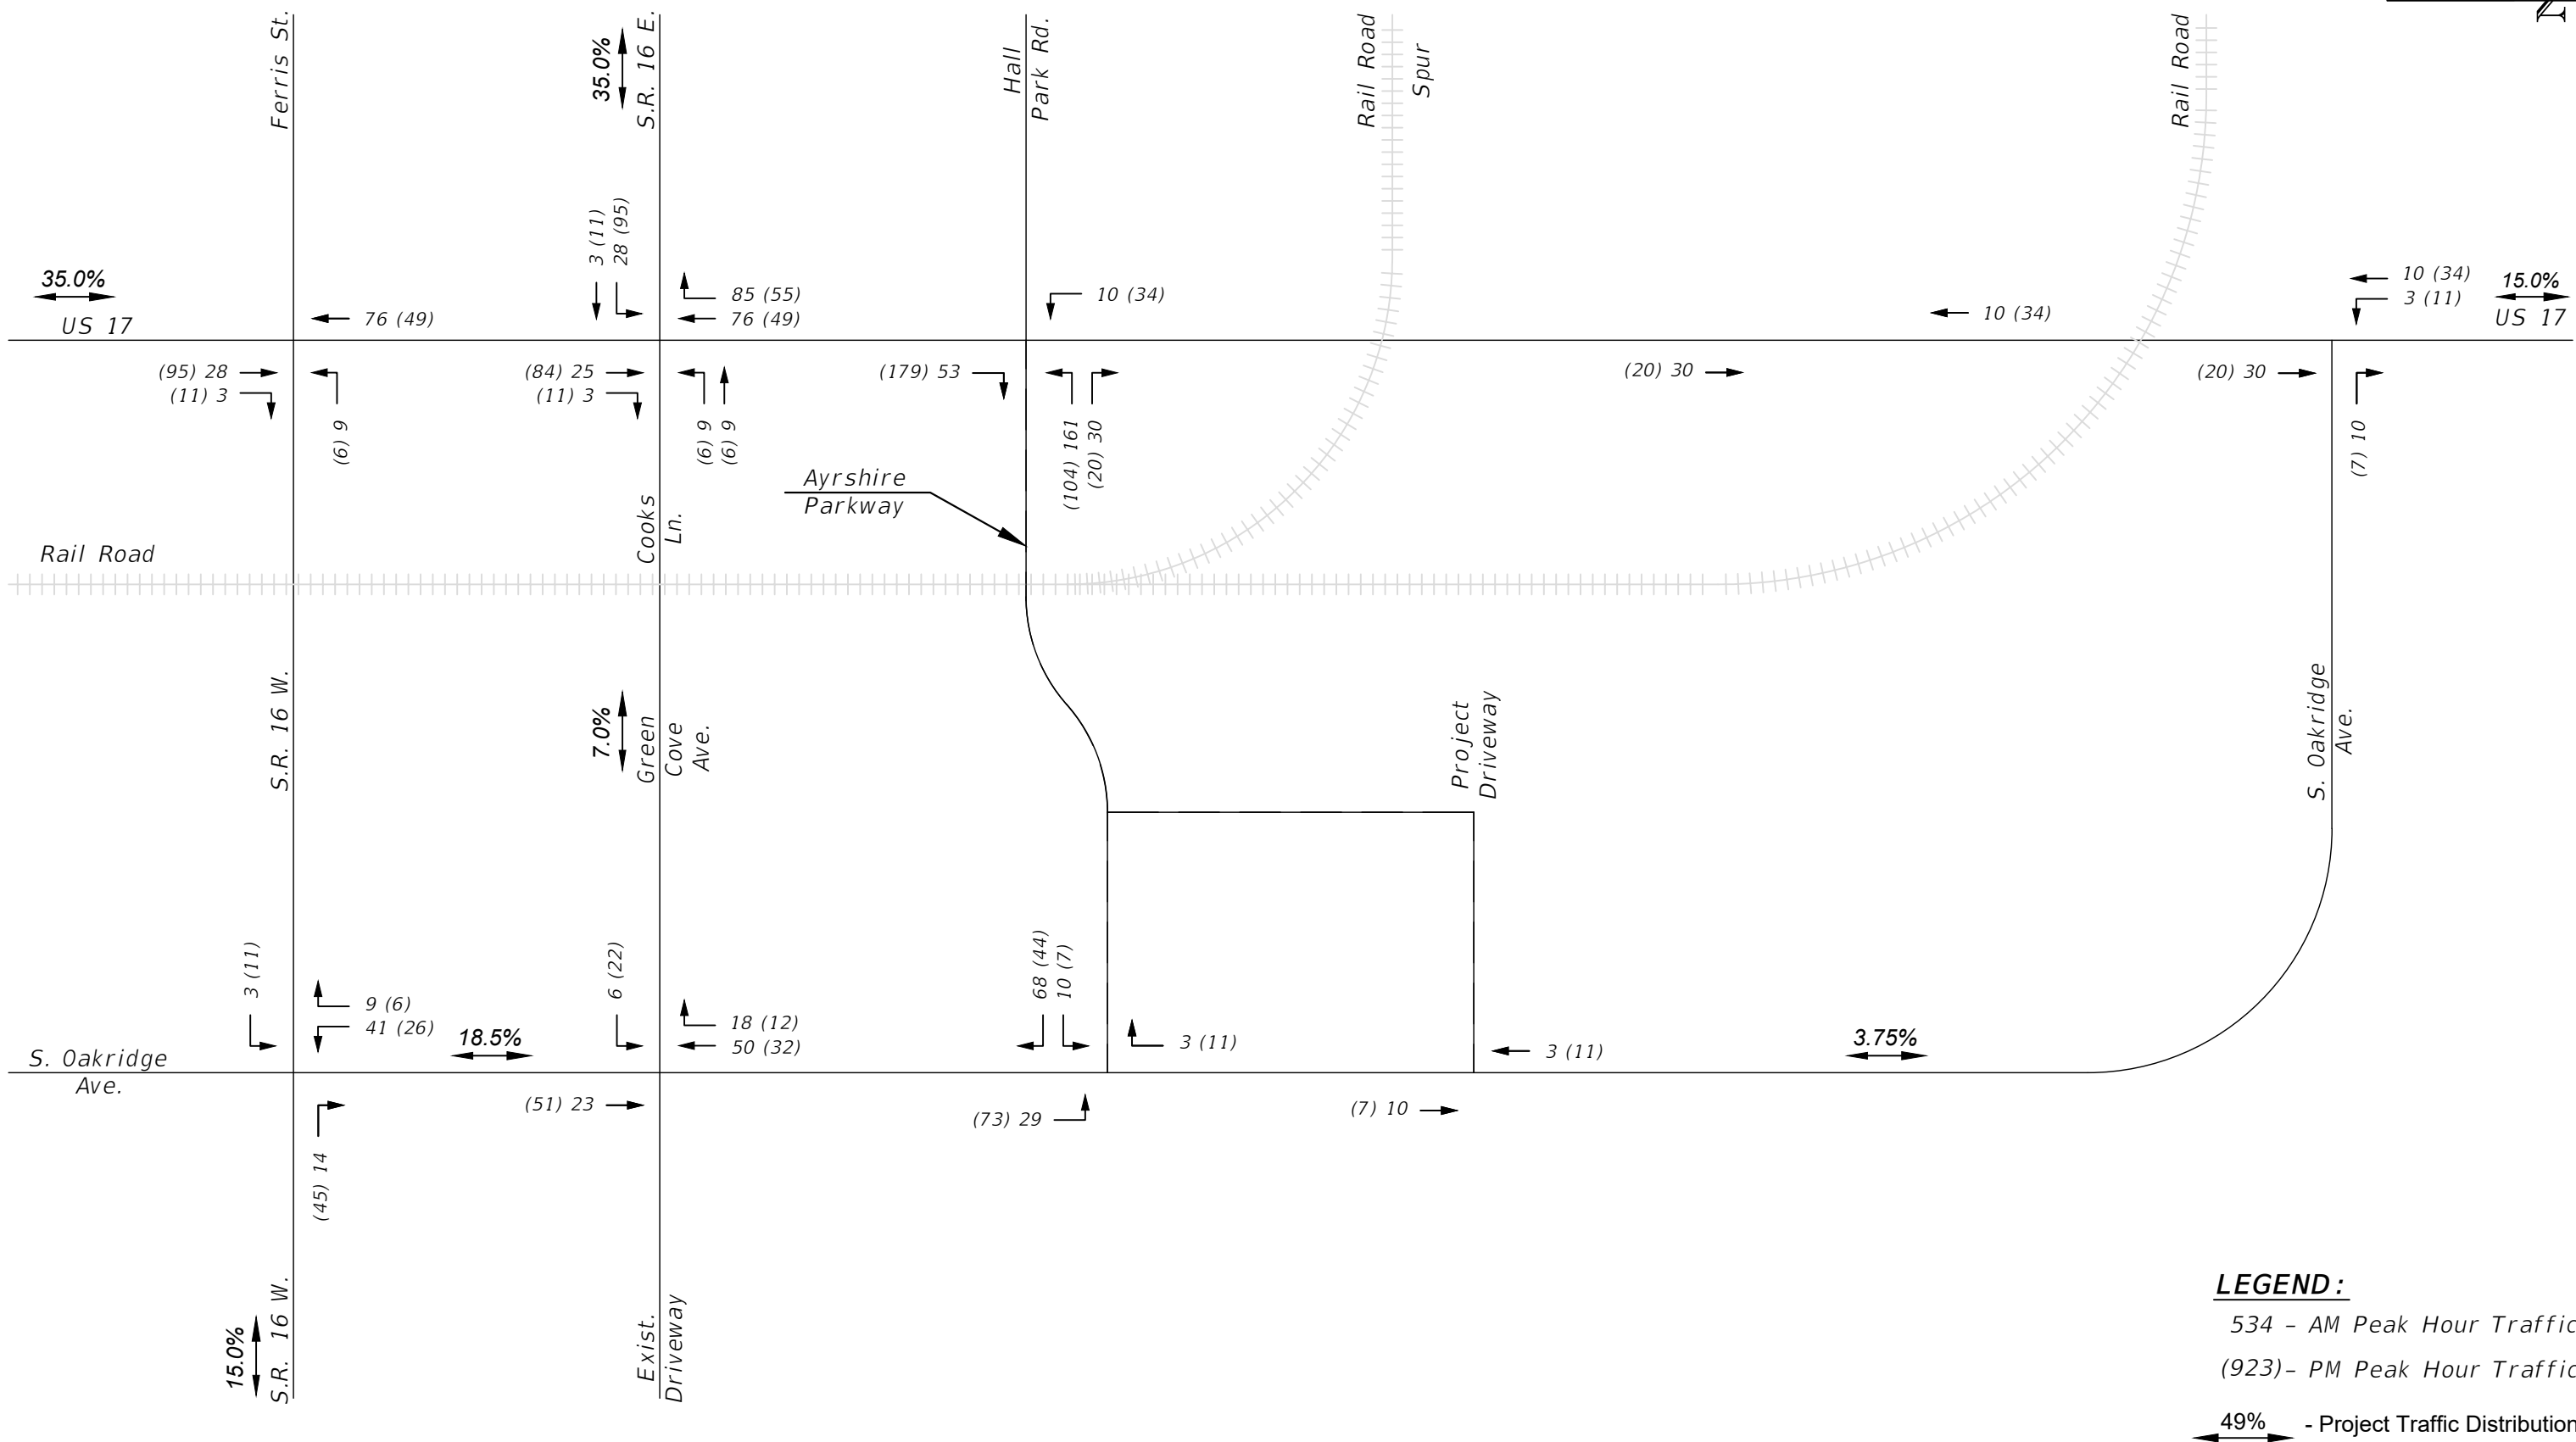 Ferris St.
35.0%
S.R. 16 E.
Hall
Park Rd.
Rail Road
Spur
Rail Road
3 (11)
28 (95)
35.0%
US 17
76 (49)
85 (55)
76 (49)
10 (34)
10 (34)
10 (34)
3 (11)
15.0%
US 17
(95) 28
(11) 3
(6) 9
(84) 25
(11) 3
(6) 9
(6) 9
(179) 53
(104) 161
(20) 30
(20) 30
(20) 30
(7) 10
Ayrshire
Parkway
Cooks
Ln.
Rail Road
S.R. 16 W.
7.0%
Green
Cove
Ave.
Project
Driveway
S. Oakridge
Ave.
3 (11)
9 (6)
41 (26)
18.5%
6 (22)
18 (12)
50 (32)
68 (44)
10 (7)
3 (11)
3 (11)
3.75%
S. Oakridge
Ave.
(45) 14
(51) 23
(73) 29
(7) 10
15.0%
S.R. 16 W.
Exist.
Driveway
LEGEND:
534 – AM Peak Hour Traffic
(923)– PM Peak Hour Traffic
49% - Project Traffic Distribution